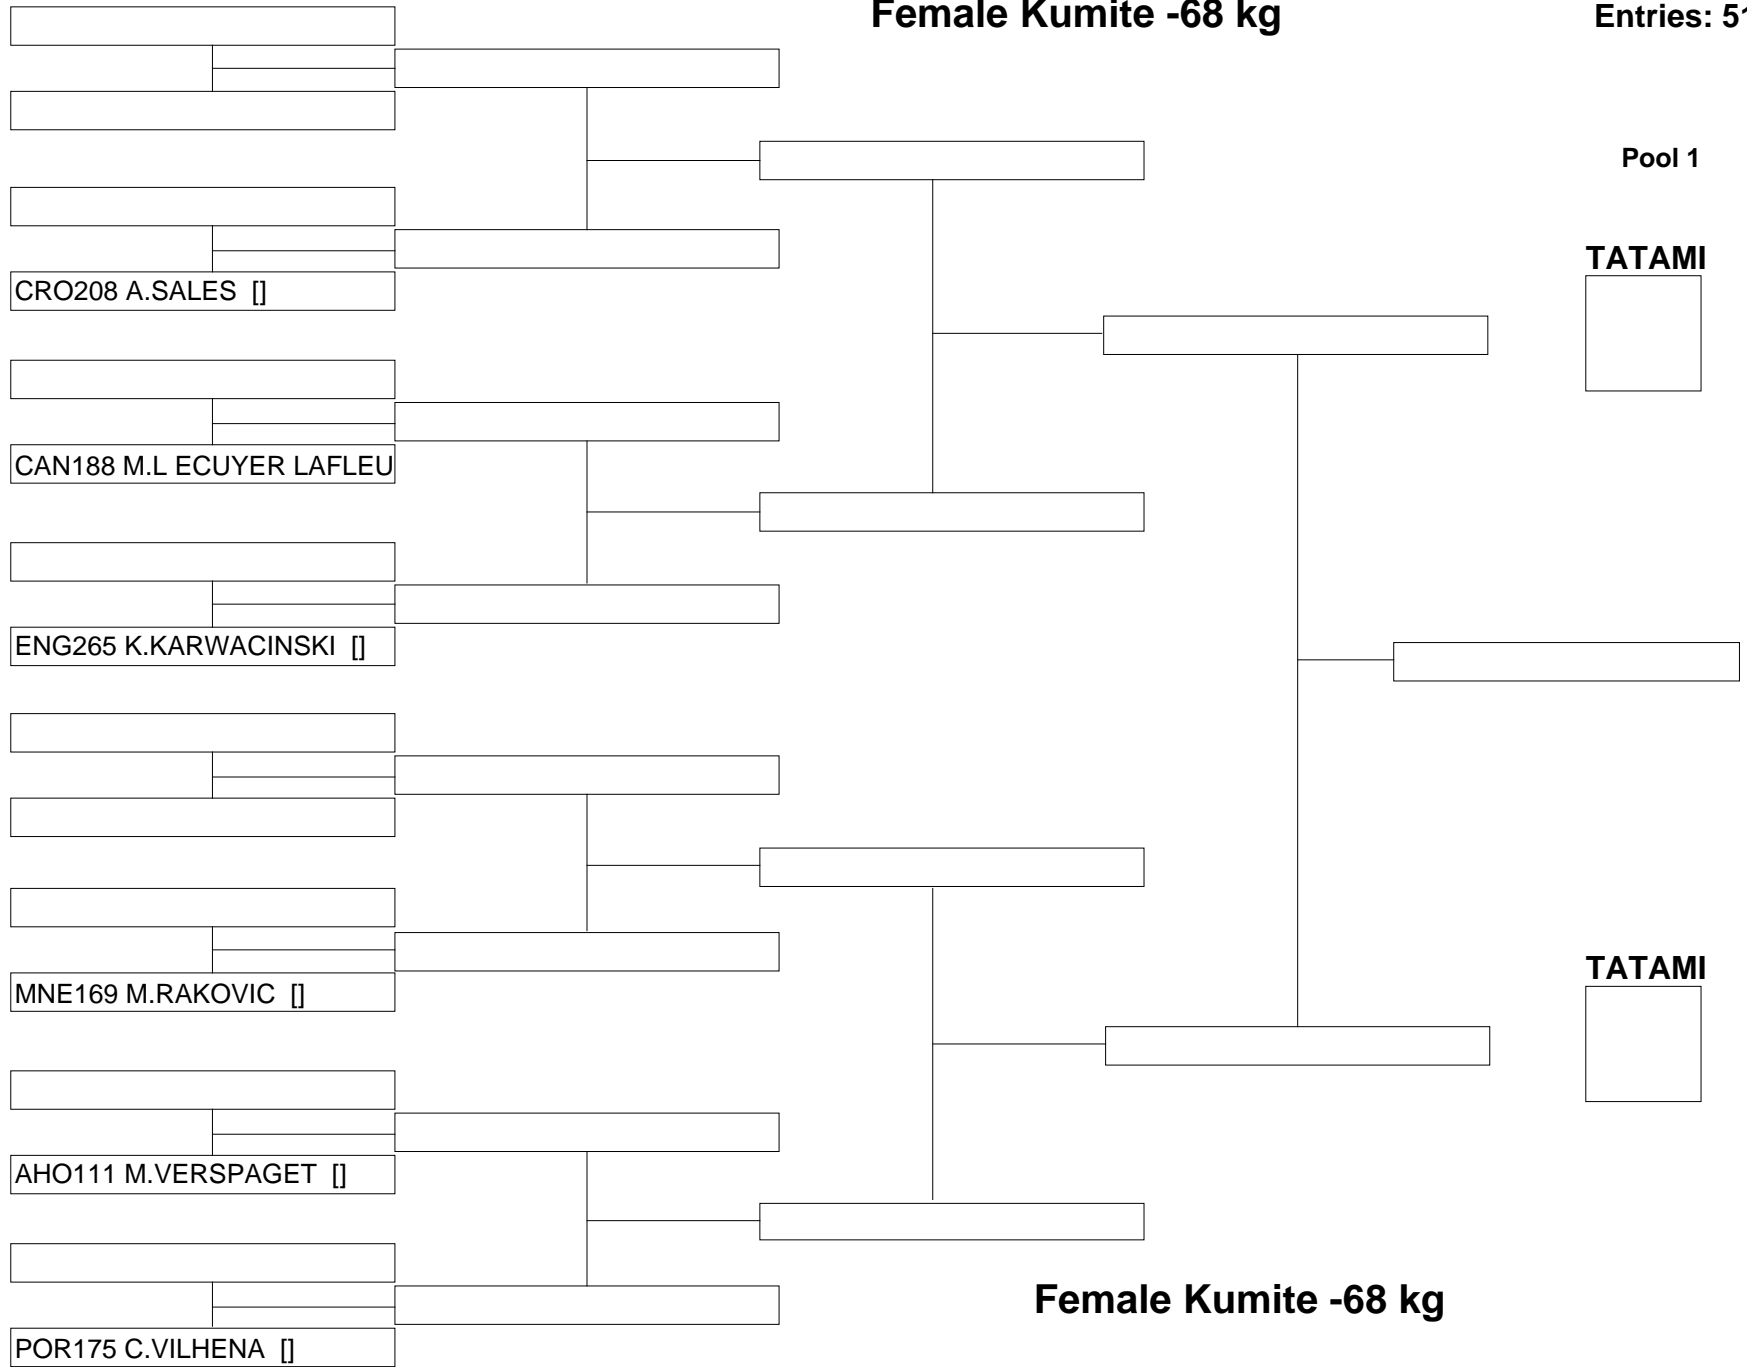 Female Kumite -68 kg
Entries: 51
Pool 1
TATAMI
CRO208 A.SALES []
CAN188 M.L ECUYER LAFLEU
ENG265 K.KARWACINSKI []
TATAMI
MNE169 M.RAKOVIC []
AHO111 M.VERSPAGET []
Female Kumite -68 kg
POR175 C.VILHENA []